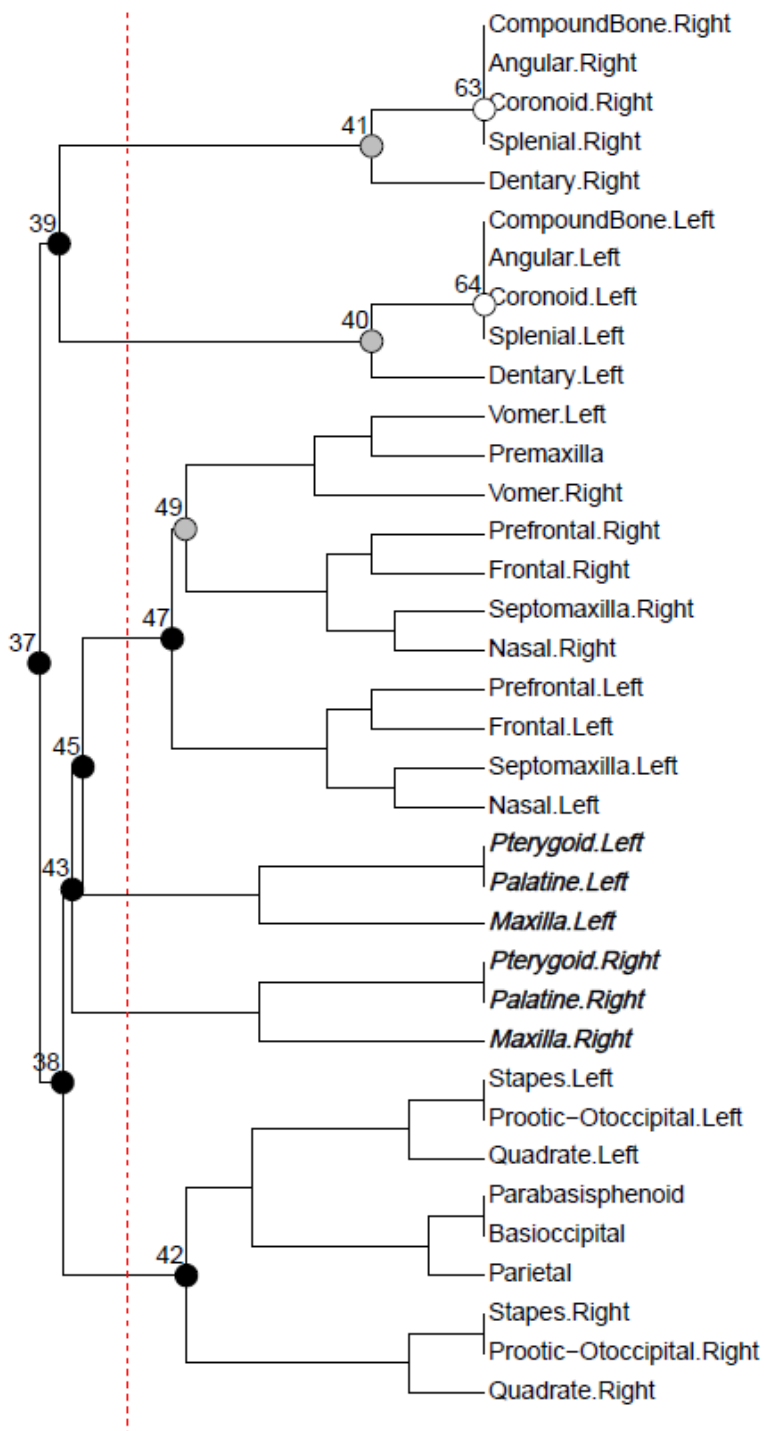 CompoundBone.Right
Angular.Right
63
Coronoid.Right
41
Splenial.Right
Dentary.Right
39
CompoundBone.Left
Angular.Left
64
Coronoid.Left
40
Splenial.Left
Dentary.Left
Vomer.Left
Premaxilla
Vomer.Right
49
Prefrontal.Right
Frontal.Right
Septomaxilla.Right
47
37
Nasal.Right
Prefrontal.Left
Frontal.Left
45
Septomaxilla.Left
Nasal.Left
Pterygoid.Left
43
Palatine.Left
Maxilla.Left
Pterygoid.Right
Palatine.Right
Maxilla.Right
38
Stapes.Left
Prootic−Otoccipital.Left
Quadrate.Left
Parabasisphenoid
Basioccipital
42
Parietal
Stapes.Right
Prootic−Otoccipital.Right
Quadrate.Right